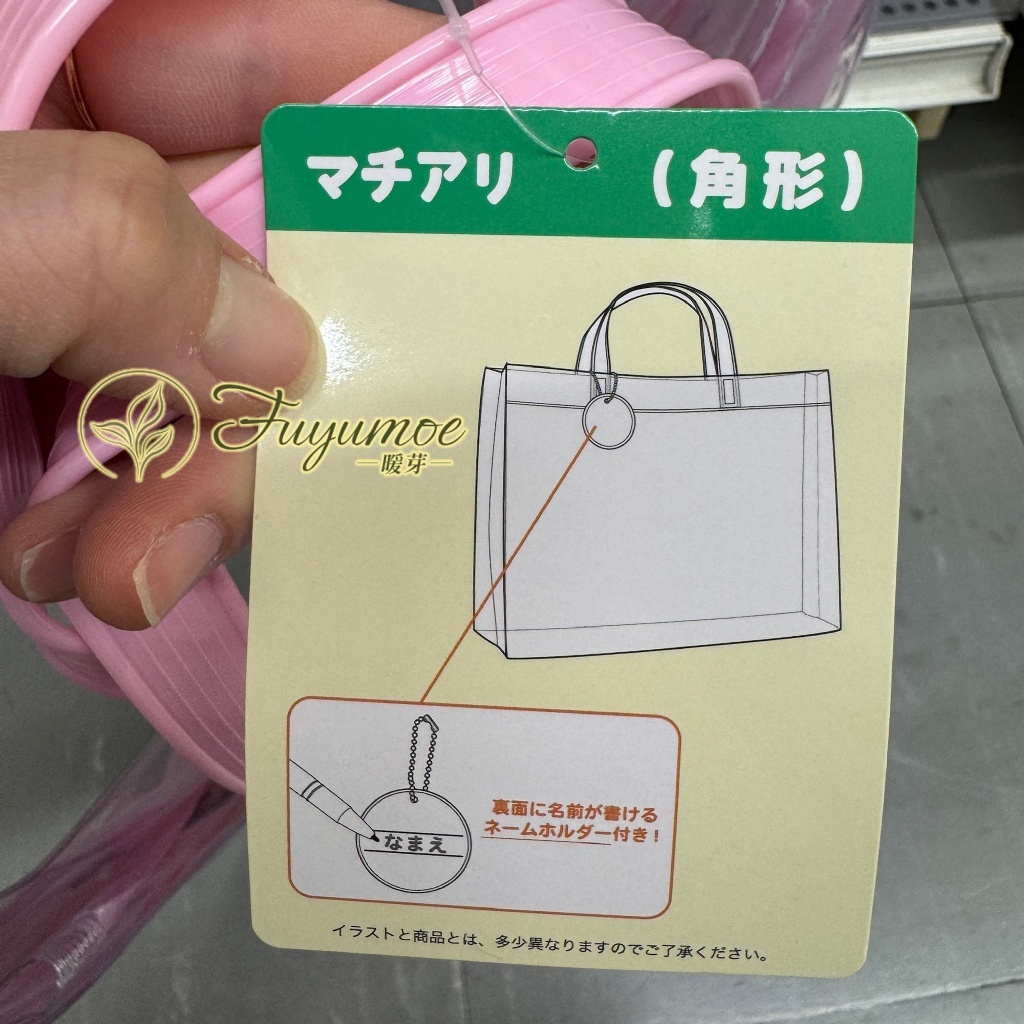 マチアリ (角形)
Fuyumoe
暖芽
なまえ
裏面に名前が書ける
ネームホルダー付き！
イラストと商品とは、多少異なりますのでご了承ください。